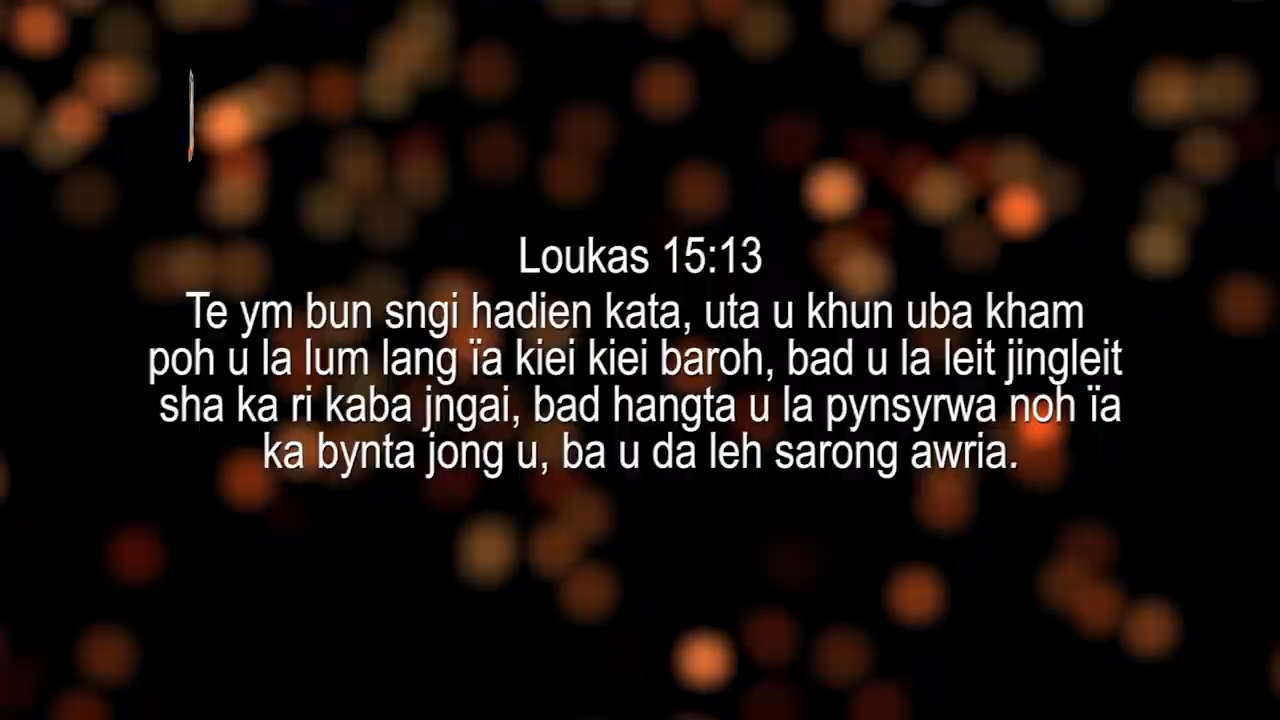 Loukas 15:13
Te ym bun sngi hadien kata, uta u khun uba kham
poh u la lum lang ïa kiei kiei baroh, bad u la leit jingleit
sha ka ri kaba jngai, bad hangta u la pynsyrwa noh ïa
ka bynta jong u, ba u da leh sarong awria.